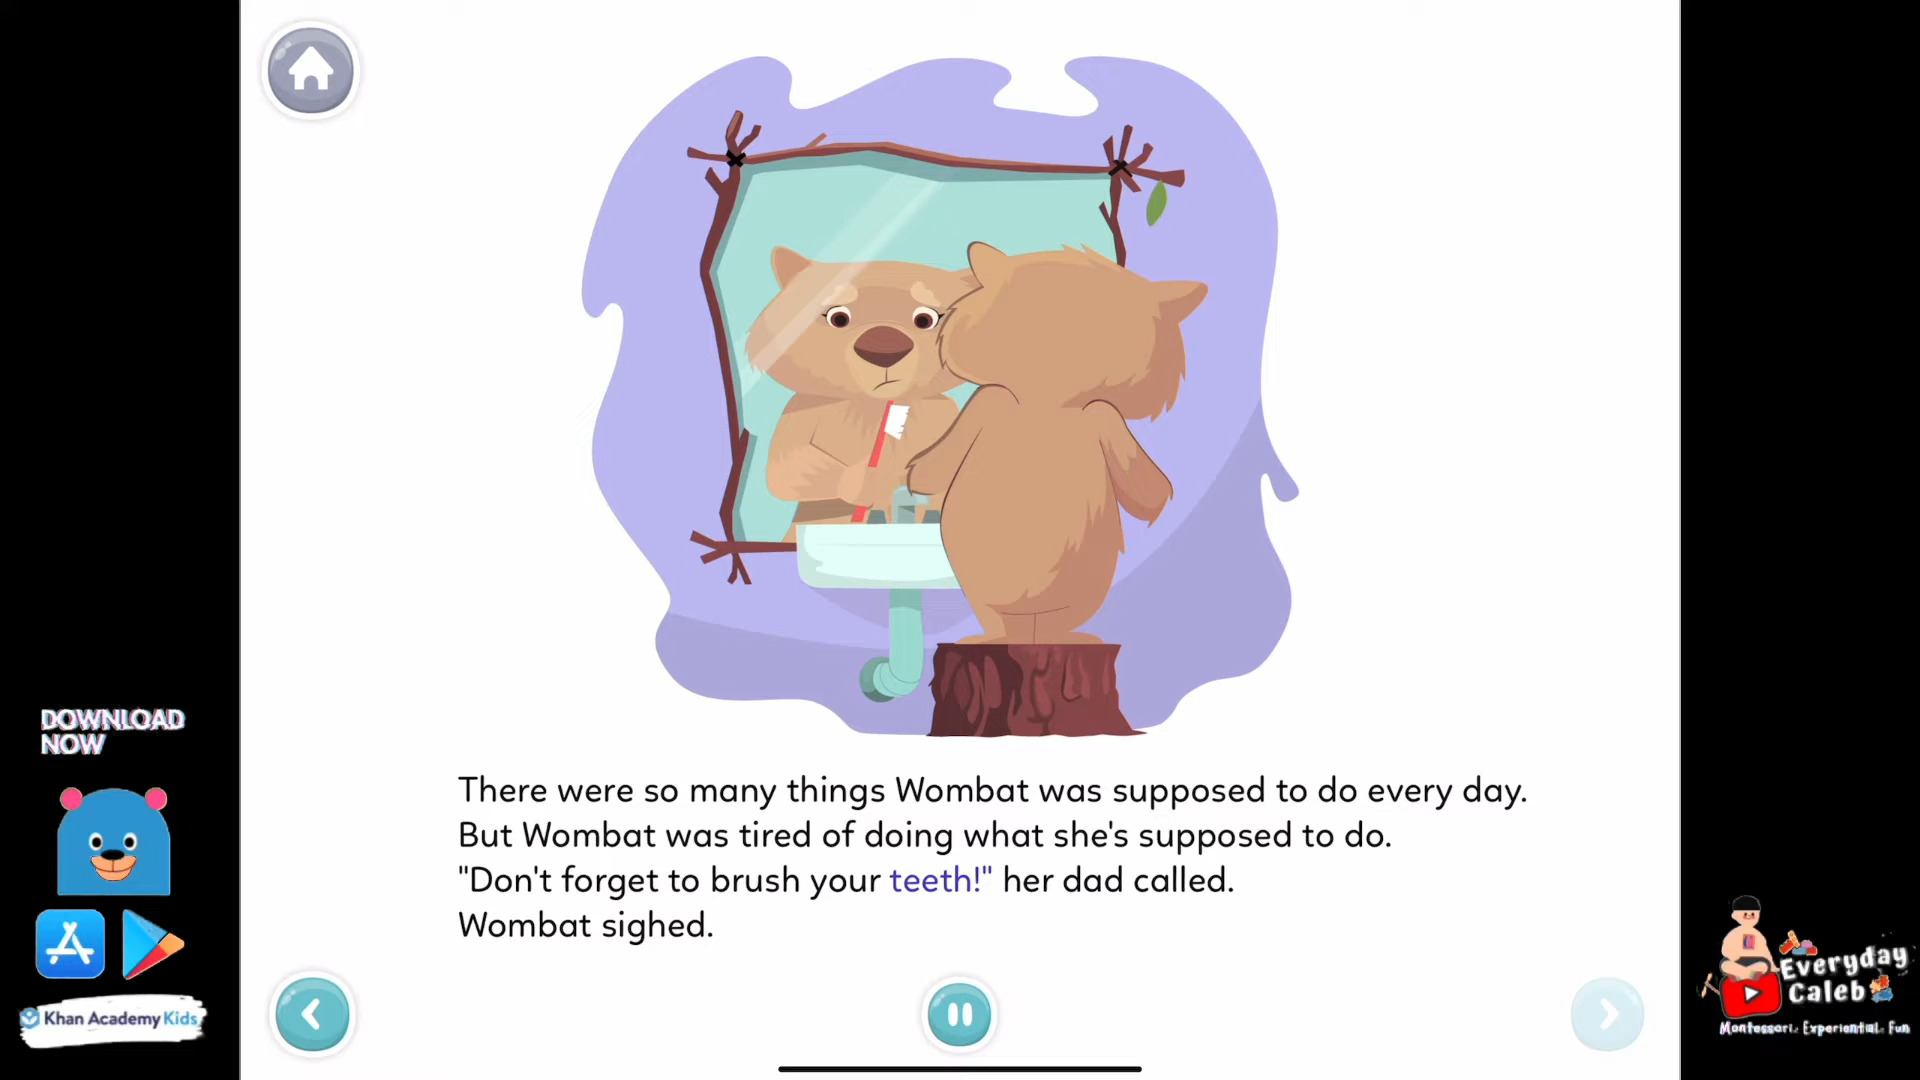 There were so many things Wombat was supposed to do every day.
But Wombat was tired of doing what she's supposed to do.
"Don't forget to brush your teeth!" her dad called.
Wombat sighed.
DOWNLOAD
NOW
Khan Academy Kids
Everyday
Caleb
Montessori. Experiential. Fun